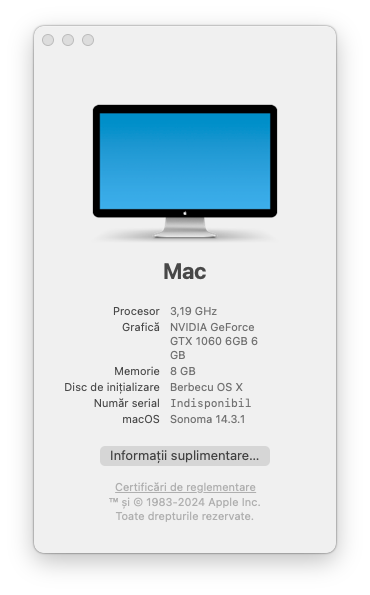 Mac
Procesor 3,19 GHz
Grafică NVIDIA GeForce
GTX 1060 6GB 6
GB
Memorie 8 GB
Disc de inițializare Berbecu OS X
Număr serial Indisponibil
macOS Sonoma 14.3.1
Informații suplimentare...
Certificări de reglementare
™ și © 1983-2024 Apple Inc.
Toate drepturile rezervate.